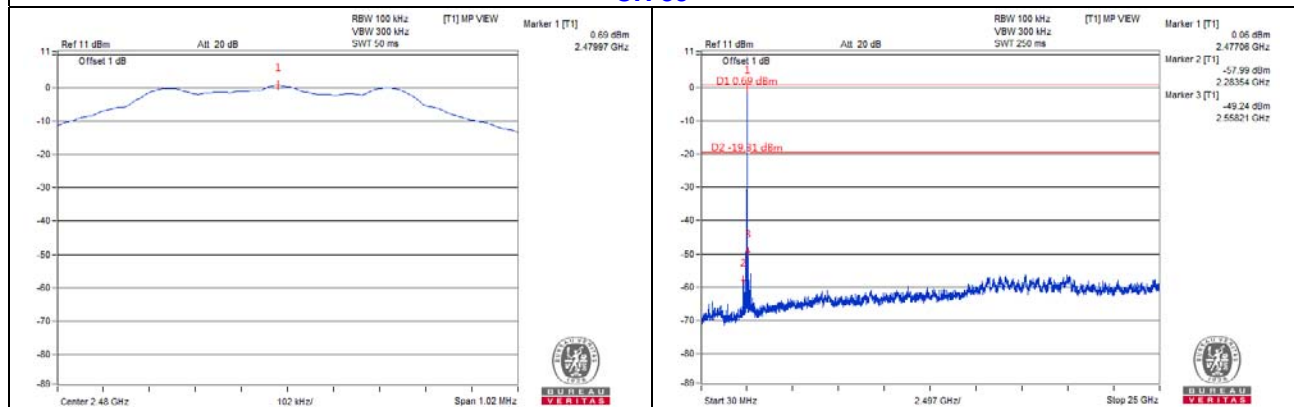 RBW 100 kHz
VBW 300 kHz
SWT 50 ms
[T1] MP VIEW
Marker 1 [T1]
0.69 dBm
2.47997 GHz
Ref 11 dBm
Att 20 dB
11
Offset 1 dB
1
0
-10
-20
-30
-40
-50
-60
-70
-80
-89
Center 2.48 GHz
102 kHz/
Span 1.02 MHz
BUREAU
VERITAS
RBW 100 kHz
VBW 300 kHz
SWT 250 ms
[T1] MP VIEW
Marker 1 [T1]
0.06 dBm
2.47706 GHz
Marker 2 [T1]
-57.99 dBm
2.28354 GHz
Marker 3 [T1]
-49.24 dBm
2.55821 GHz
Ref 11 dBm
Att 20 dB
11
Offset 1 dB
1
D1 0.69 dBm
0
-10
D2 -19.31 dBm
-20
-30
-40
3
-50
2
-60
-70
-80
-89
Start 30 MHz
2.497 GHz/
Stop 25 GHz
BUREAU
VERITAS